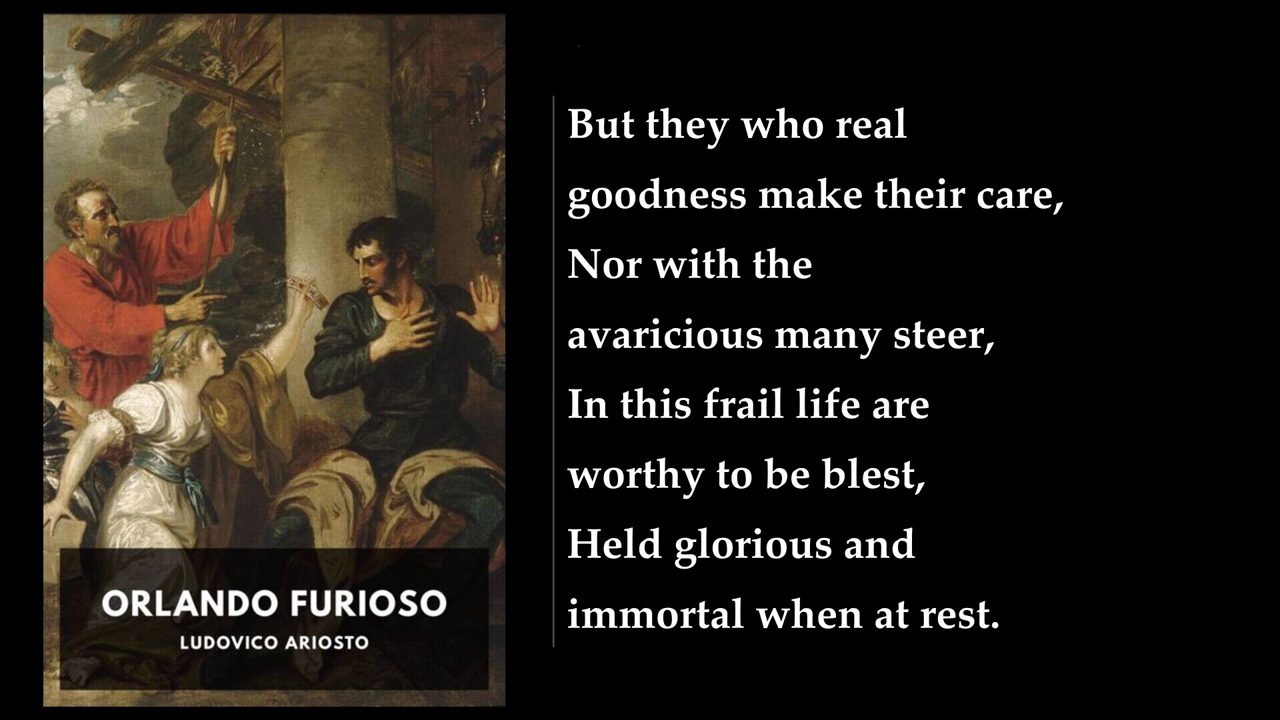 ORLANDO FURIOSO
LUDOVICO ARIOSTO
But they who real
goodness make their care,
Nor with the
avaricious many steer,
In this frail life are
worthy to be blest,
Held glorious and
immortal when at rest.